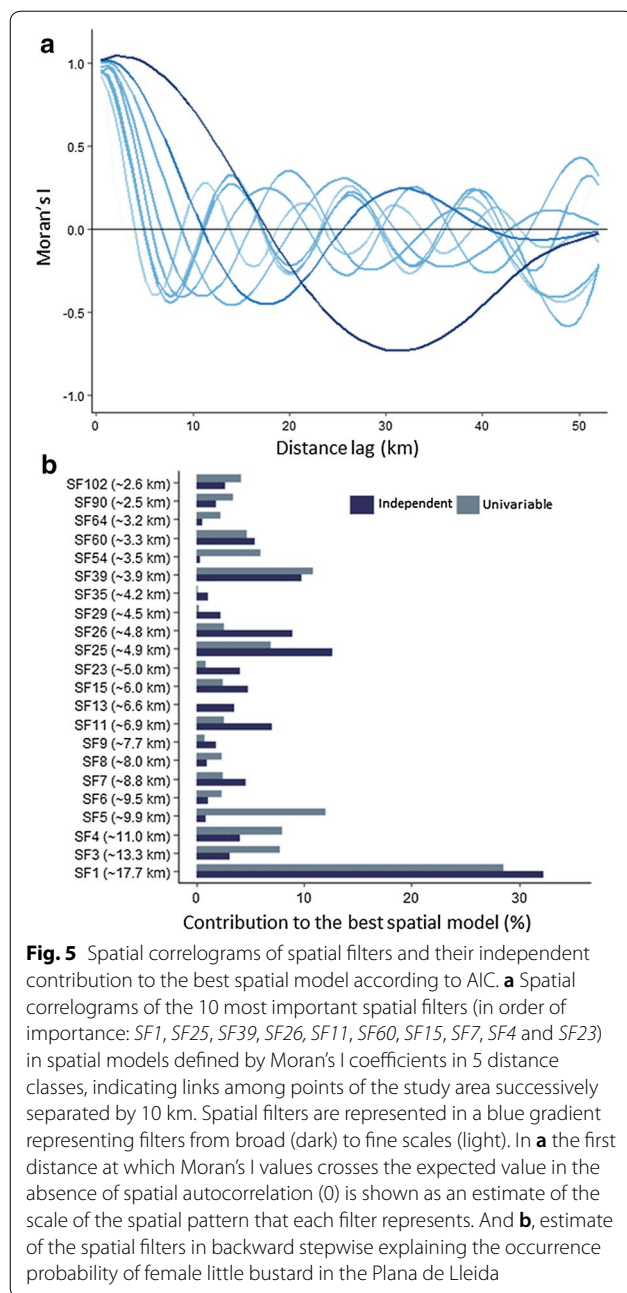 a
1.0
0.5
0.0
-0.5
-1.0
Moran's I
0 10 20 30 40 50
Distance lag (km)
b
Independent Univariable
SF102 (~2.6 km)
SF90 (~2.5 km)
SF64 (~3.2 km)
SF60 (~3.3 km)
SF54 (~3.5 km)
SF39 (~3.9 km)
SF35 (~4.2 km)
SF29 (~4.5 km)
SF26 (~4.8 km)
SF25 (~4.9 km)
SF23 (~5.0 km)
SF15 (~6.0 km)
SF13 (~6.6 km)
SF11 (~6.9 km)
SF9 (~7.7 km)
SF8 (~8.0 km)
SF7 (~8.8 km)
SF6 (~9.5 km)
SF5 (~9.9 km)
SF4 (~11.0 km)
SF3 (~13.3 km)
SF1 (~17.7 km)
0 10 20 30
Contribution to the best spatial model (%)
Fig. 5 Spatial correlograms of spatial filters and their independent
contribution to the best spatial model according to AIC. a Spatial
correlograms of the 10 most important spatial filters (in order of
importance: SF1, SF25, SF39, SF26, SF11, SF60, SF15, SF7, SF4 and SF23)
in spatial models defined by Moran's I coefficients in 5 distance
classes, indicating links among points of the study area successively
separated by 10 km. Spatial filters are represented in a blue gradient
representing filters from broad (dark) to fine scales (light). In a the first
distance at which Moran's I values crosses the expected value in the
absence of spatial autocorrelation (0) is shown as an estimate of the
scale of the spatial pattern that each filter represents. And b, estimate
of the spatial filters in backward stepwise explaining the occurrence
probability of female little bustard in the Plana de Lleida